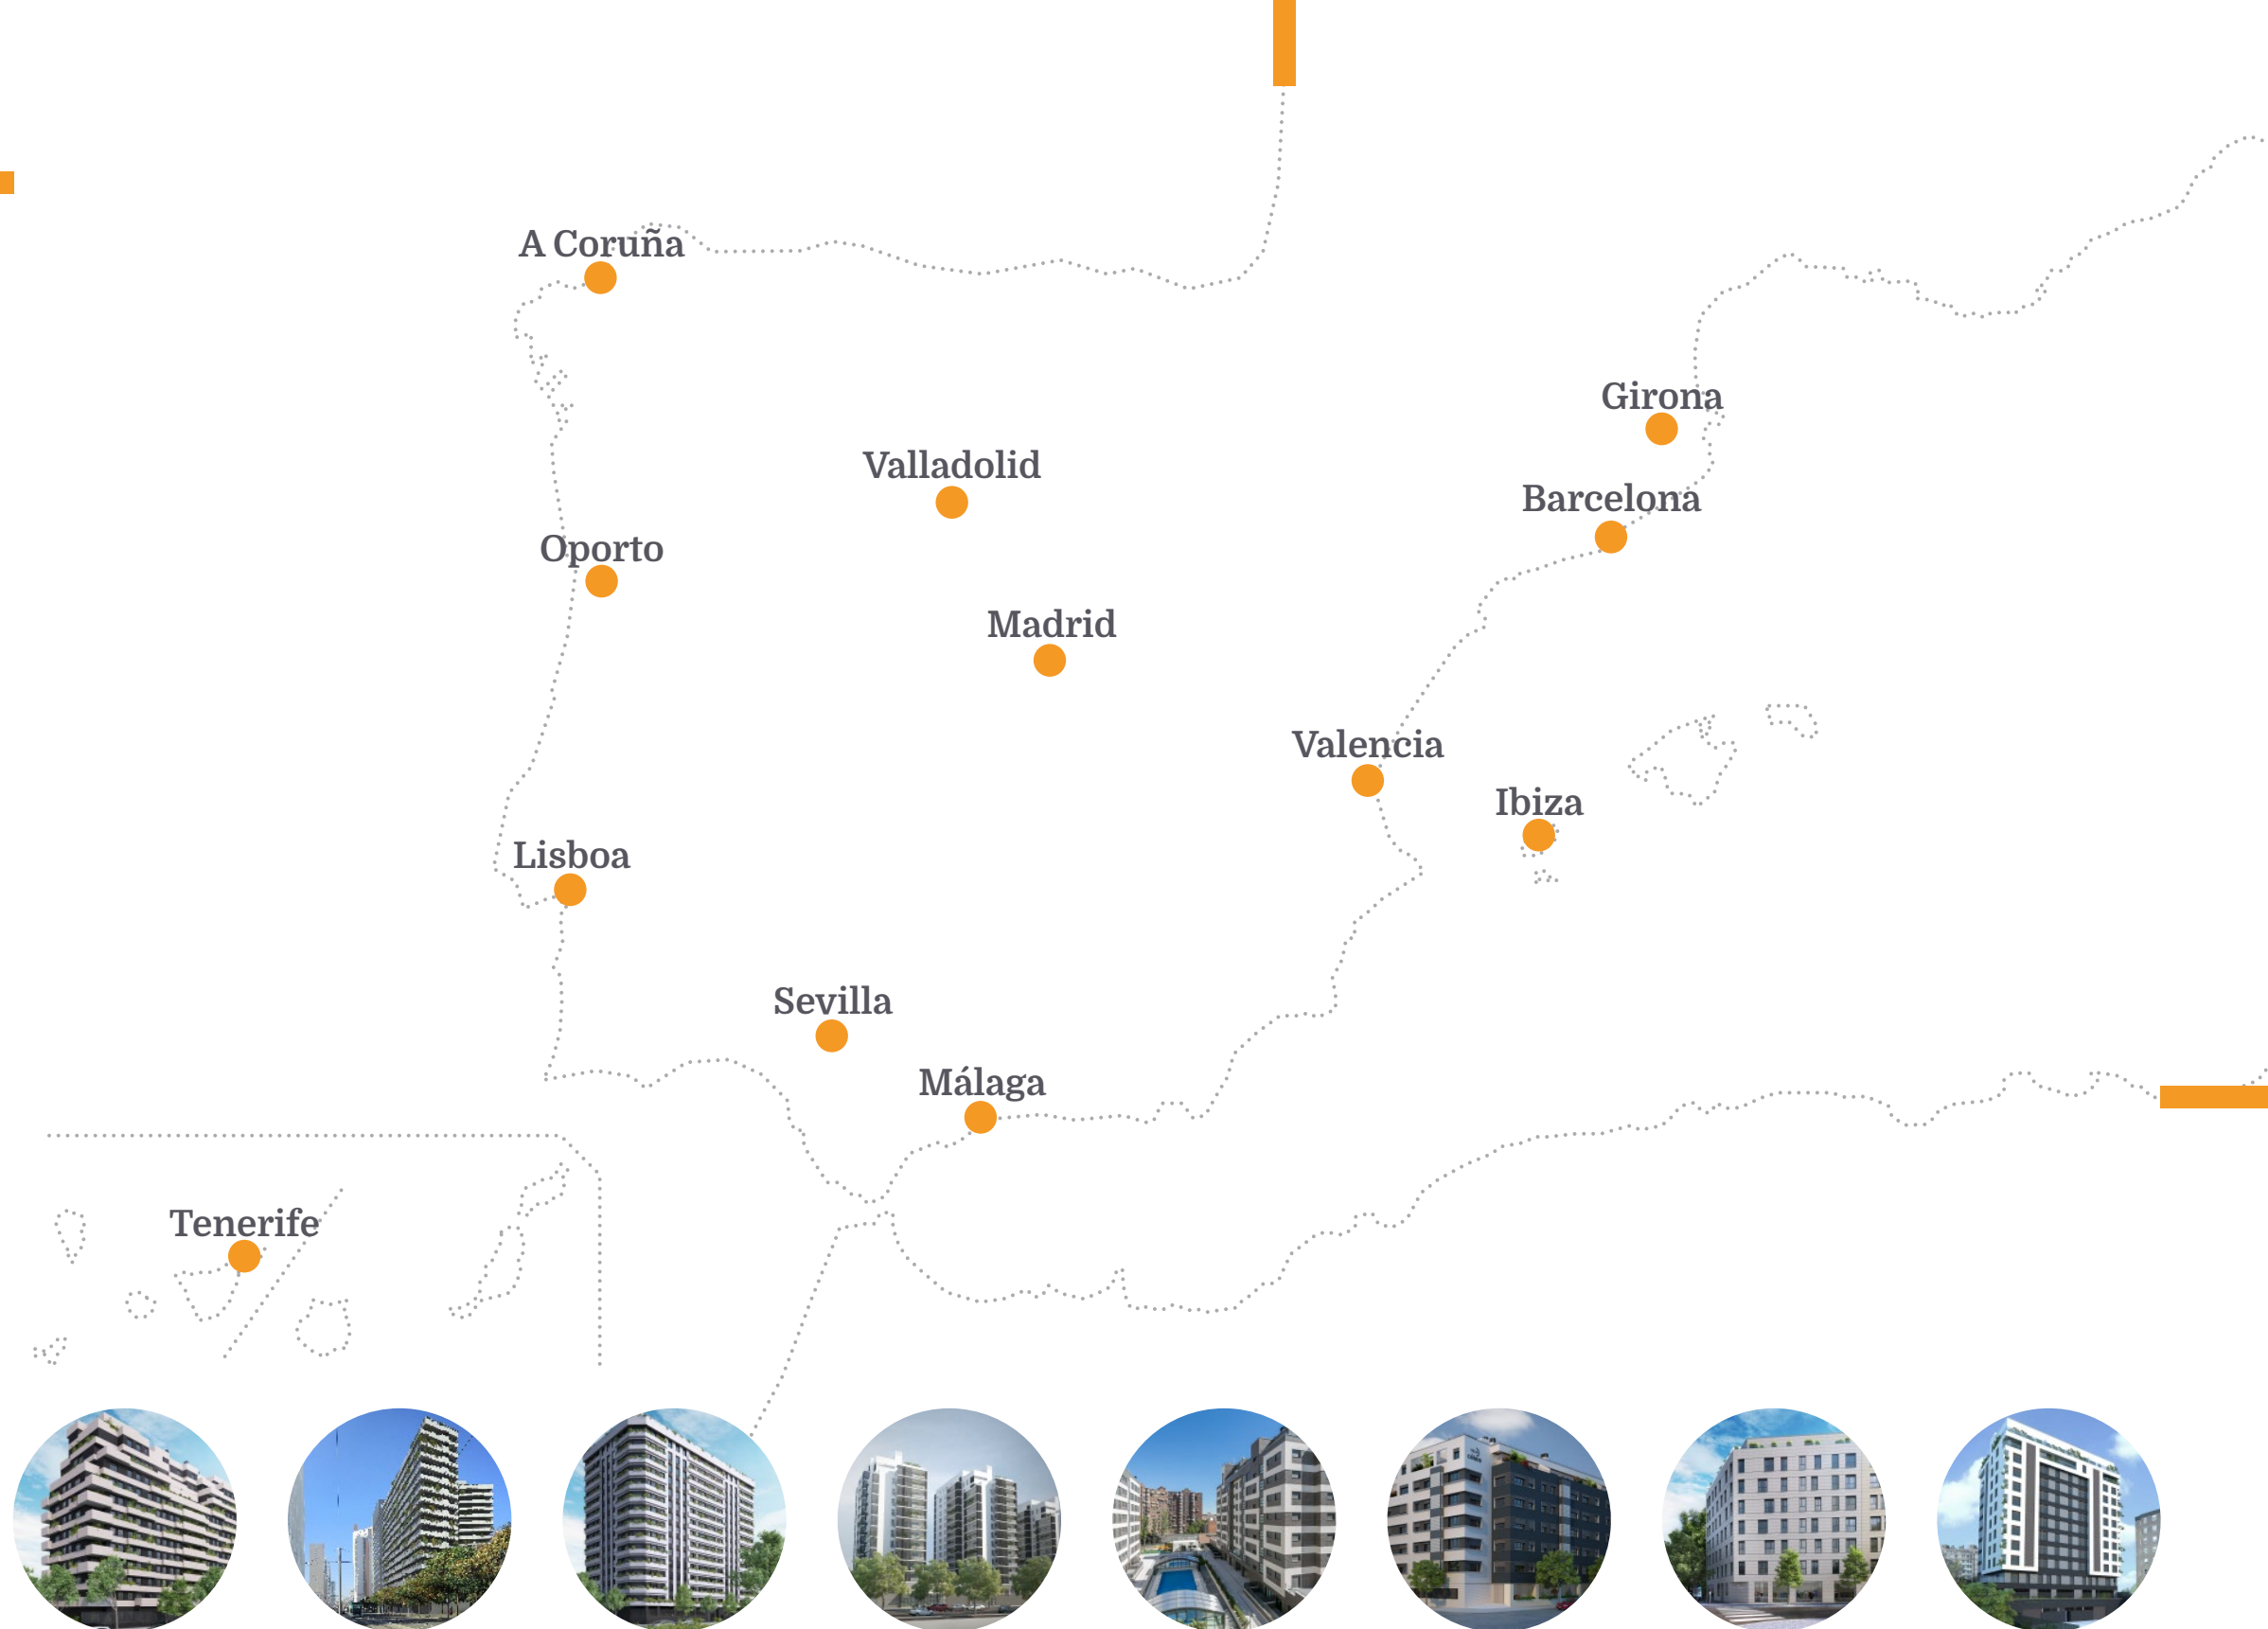 A Coruña
Girona
Valladolid
Barcelona
Oporto
Madrid
Valencia
Ibiza
Lisboa
Sevilla
Málaga
Tenerife